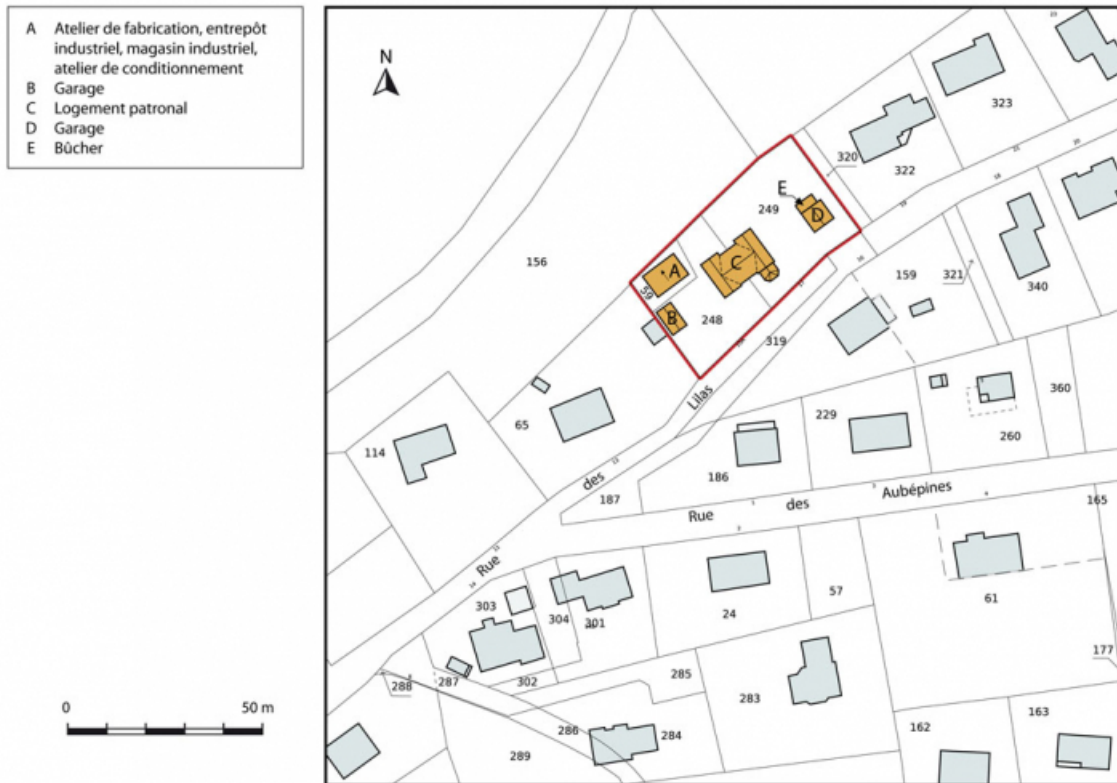 A Atelier de fabrication, entrepôt
industriel, magasin industriel,
atelier de conditionnement
B Garage
C Logement patronal
D Garage
E Bûcher
N
0 50 m
323
320
322
E
249
D
156
A
C
59
159
321
340
B
248
319
Lilas
65
229
360
114
260
des
186
187
Aubépines
des
Rue
165
Rue
303
304
301
24
57
61
302
177
288
287
285
283
286
284
289
162
163